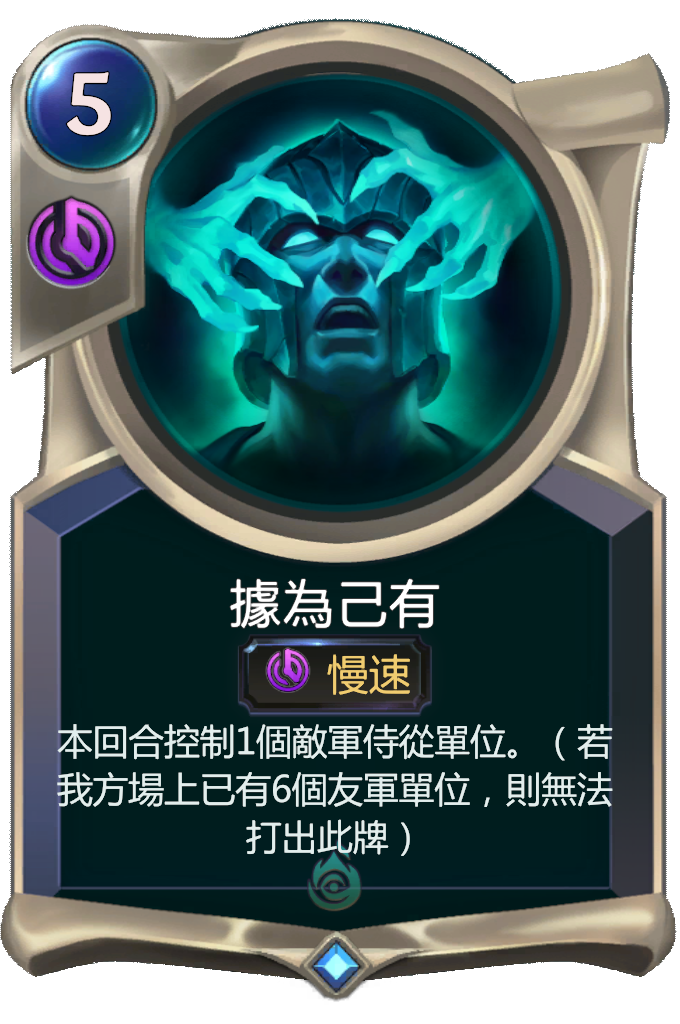 5
據為己有
慢速
本回合控制1個敵軍侍從單位。（若
我方場上已有6個友軍單位，則無法
打出此牌）